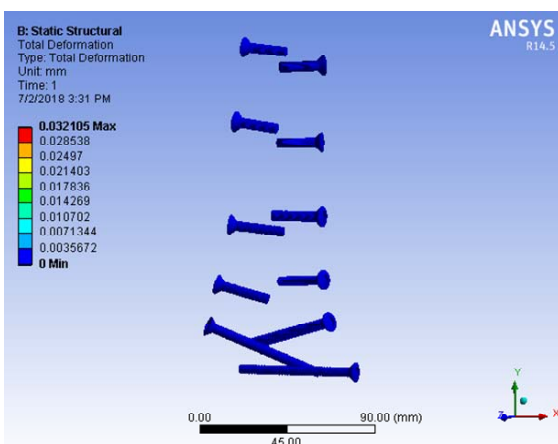 B: Static Structural
Total Deformation
Type: Total Deformation
Unit: mm
Time: 1
7/2/2018 3:31 PM
0.032105 Max
0.028538
0.02497
0.021403
0.017836
0.014269
0.010702
0.0071344
0.0035672
0 Min
ANSYS
R14.5
0.00 90.00 (mm)
45.00
Y
Z X